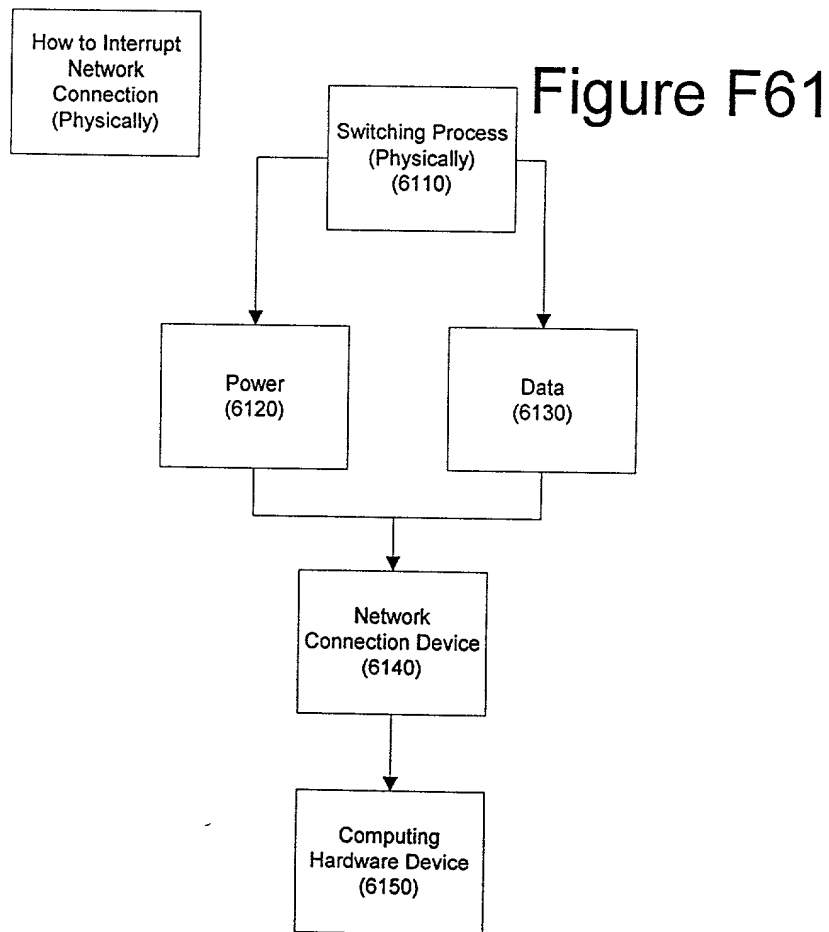 How to Interrupt
Network
Connection
(Physically)
Figure F61
Switching Process
(Physically)
(6110)
Power
(6120)
Data
(6130)
Network
Connection Device
(6140)
Computing
Hardware Device
(6150)